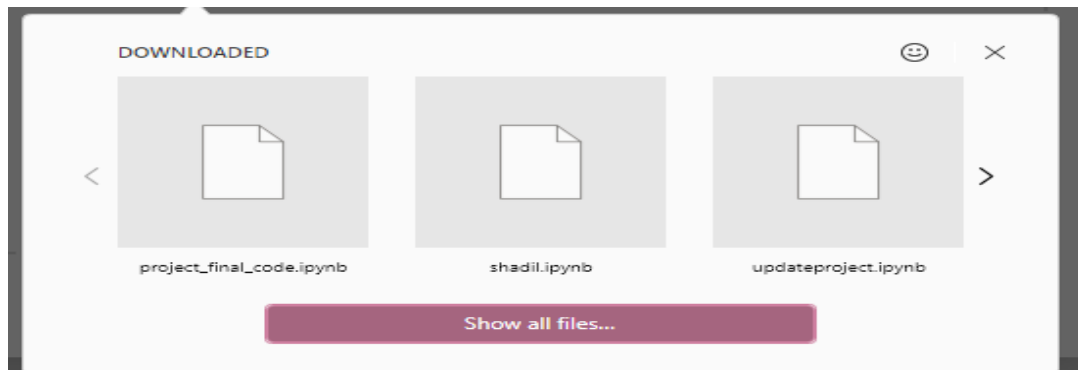 DOWNLOADED
project_final_code.ipynb
shadil.ipynb
updateproject.ipynb
Show all files...